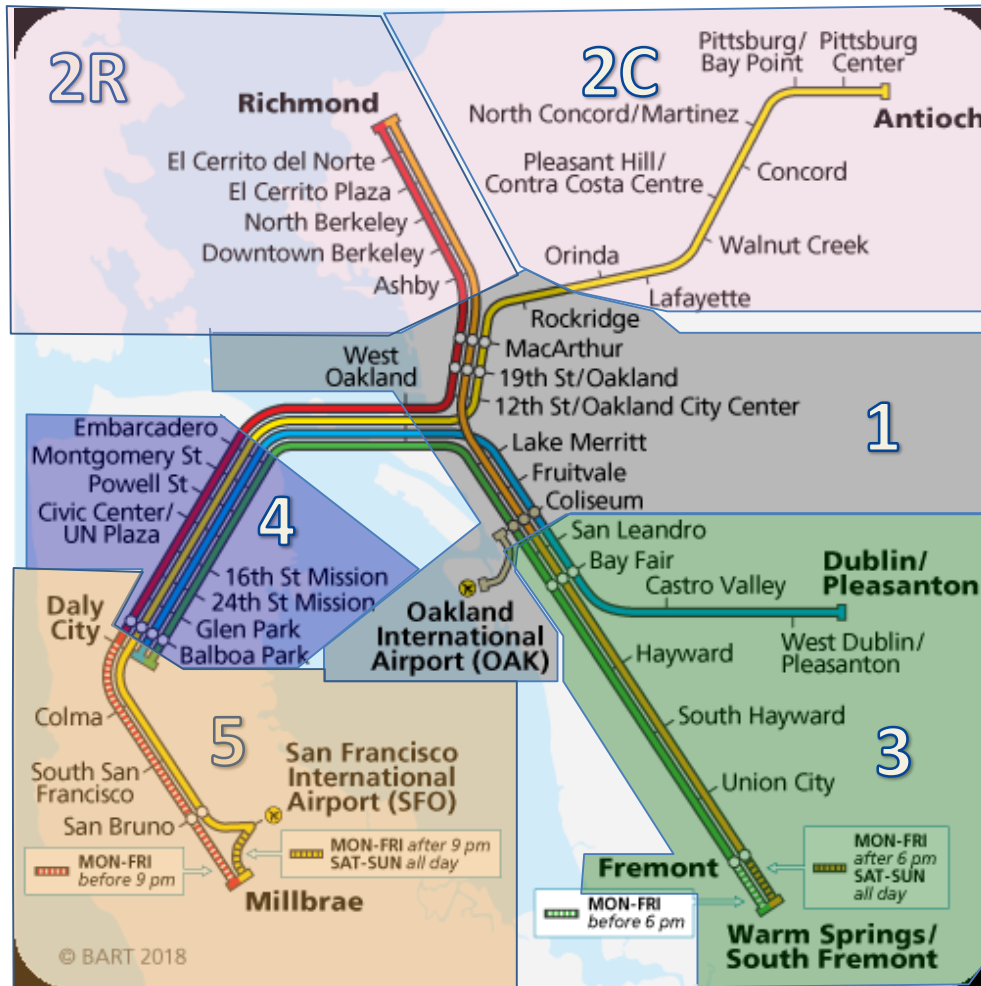 2R
2C
Pittsburg/
Bay Point
Pittsburg
Center
Richmond
North Concord/Martinez
Antioch
El Cerrito del Norte
El Cerrito Plaza
North Berkeley
Downtown Berkeley
Ashby
Pleasant Hill/
Contra Costa Centre
Concord
Orinda
Walnut Creek
Lafayette
Rockridge
MacArthur
19th St/Oakland
12th St/Oakland City Center
West
Oakland
1
Lake Merritt
Fruitvale
Coliseum
Embarcadero
Montgomery St
Powell St
Civic Center/
UN Plaza
4
16th St Mission
24th St Mission
Glen Park
Balboa Park
San Leandro
Bay Fair
Castro Valley
Dublin/
Pleasanton
West Dublin/
Pleasanton
Oakland
International
Airport (OAK)
Hayward
South Hayward
Union City
3
Daly
City
Colma
5
South San
Francisco
San Bruno
San Francisco
International
Airport (SFO)
MON-FRI
before 9 pm
MON-FRI after 9 pm
SAT-SUN all day
Millbrae
Fremont
MON-FRI
before 6 pm
MON-FRI
after 6 pm
SAT-SUN
all day
Warm Springs/
South Fremont
© BART 2018